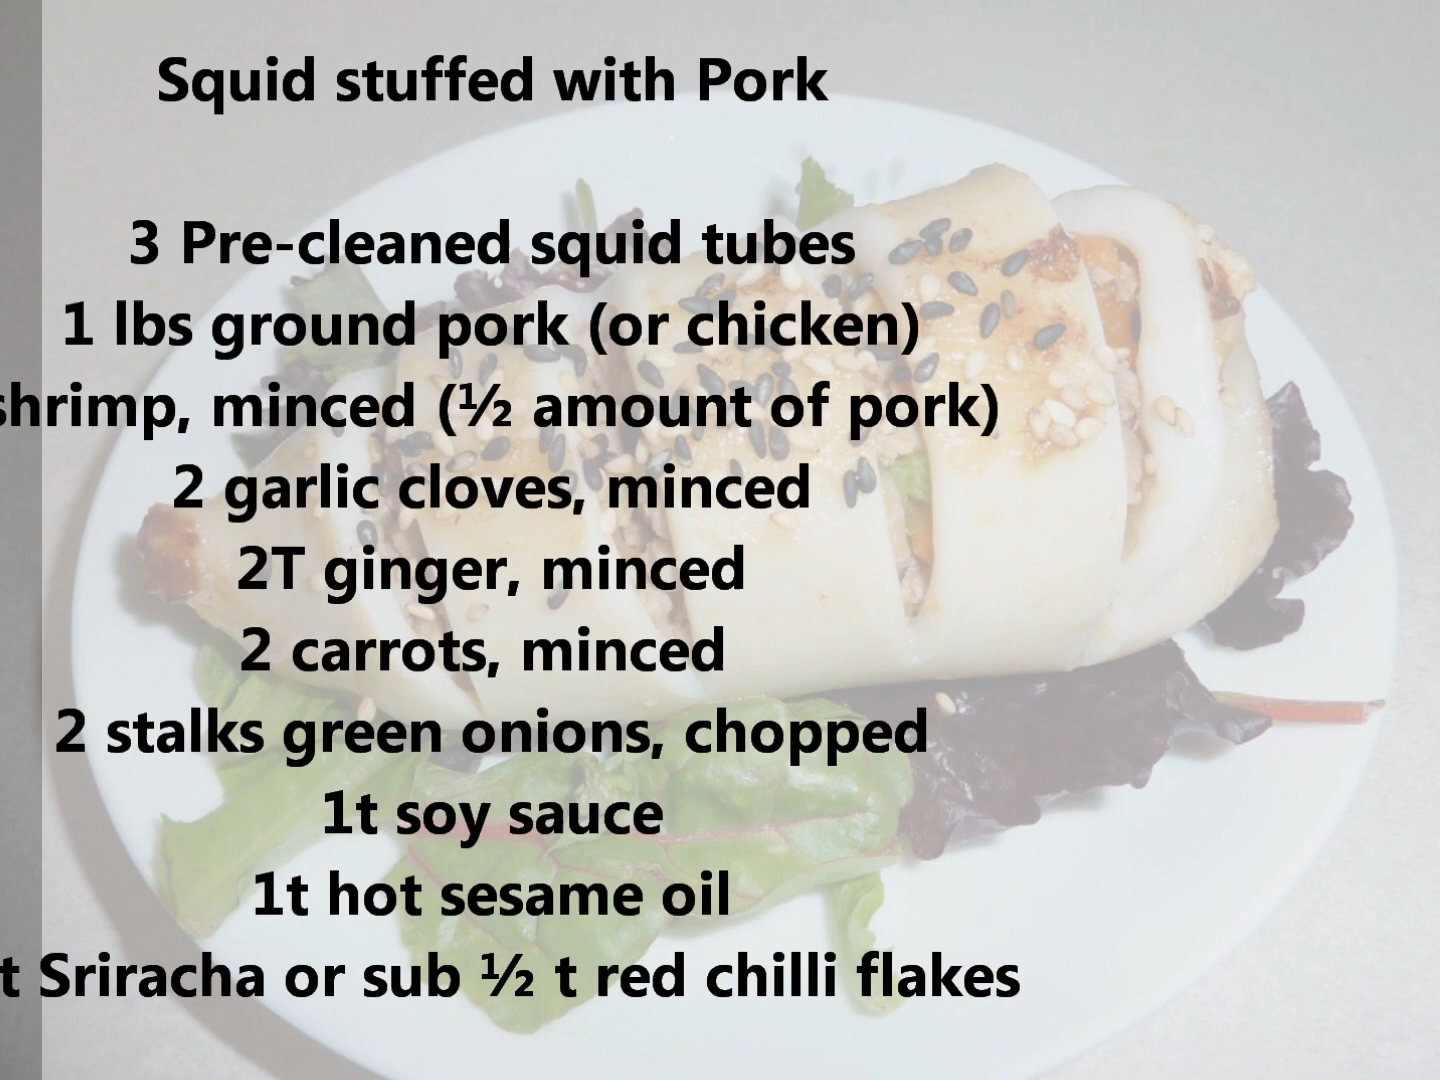 Squid stuffed with Pork
3 Pre-cleaned squid tubes
1 lbs ground pork (or chicken)
shrimp, minced (½ amount of pork)
2 garlic cloves, minced
2T ginger, minced
2 carrots, minced
2 stalks green onions, chopped
1t soy sauce
1t hot sesame oil
t Sriracha or sub ½ t red chilli flakes